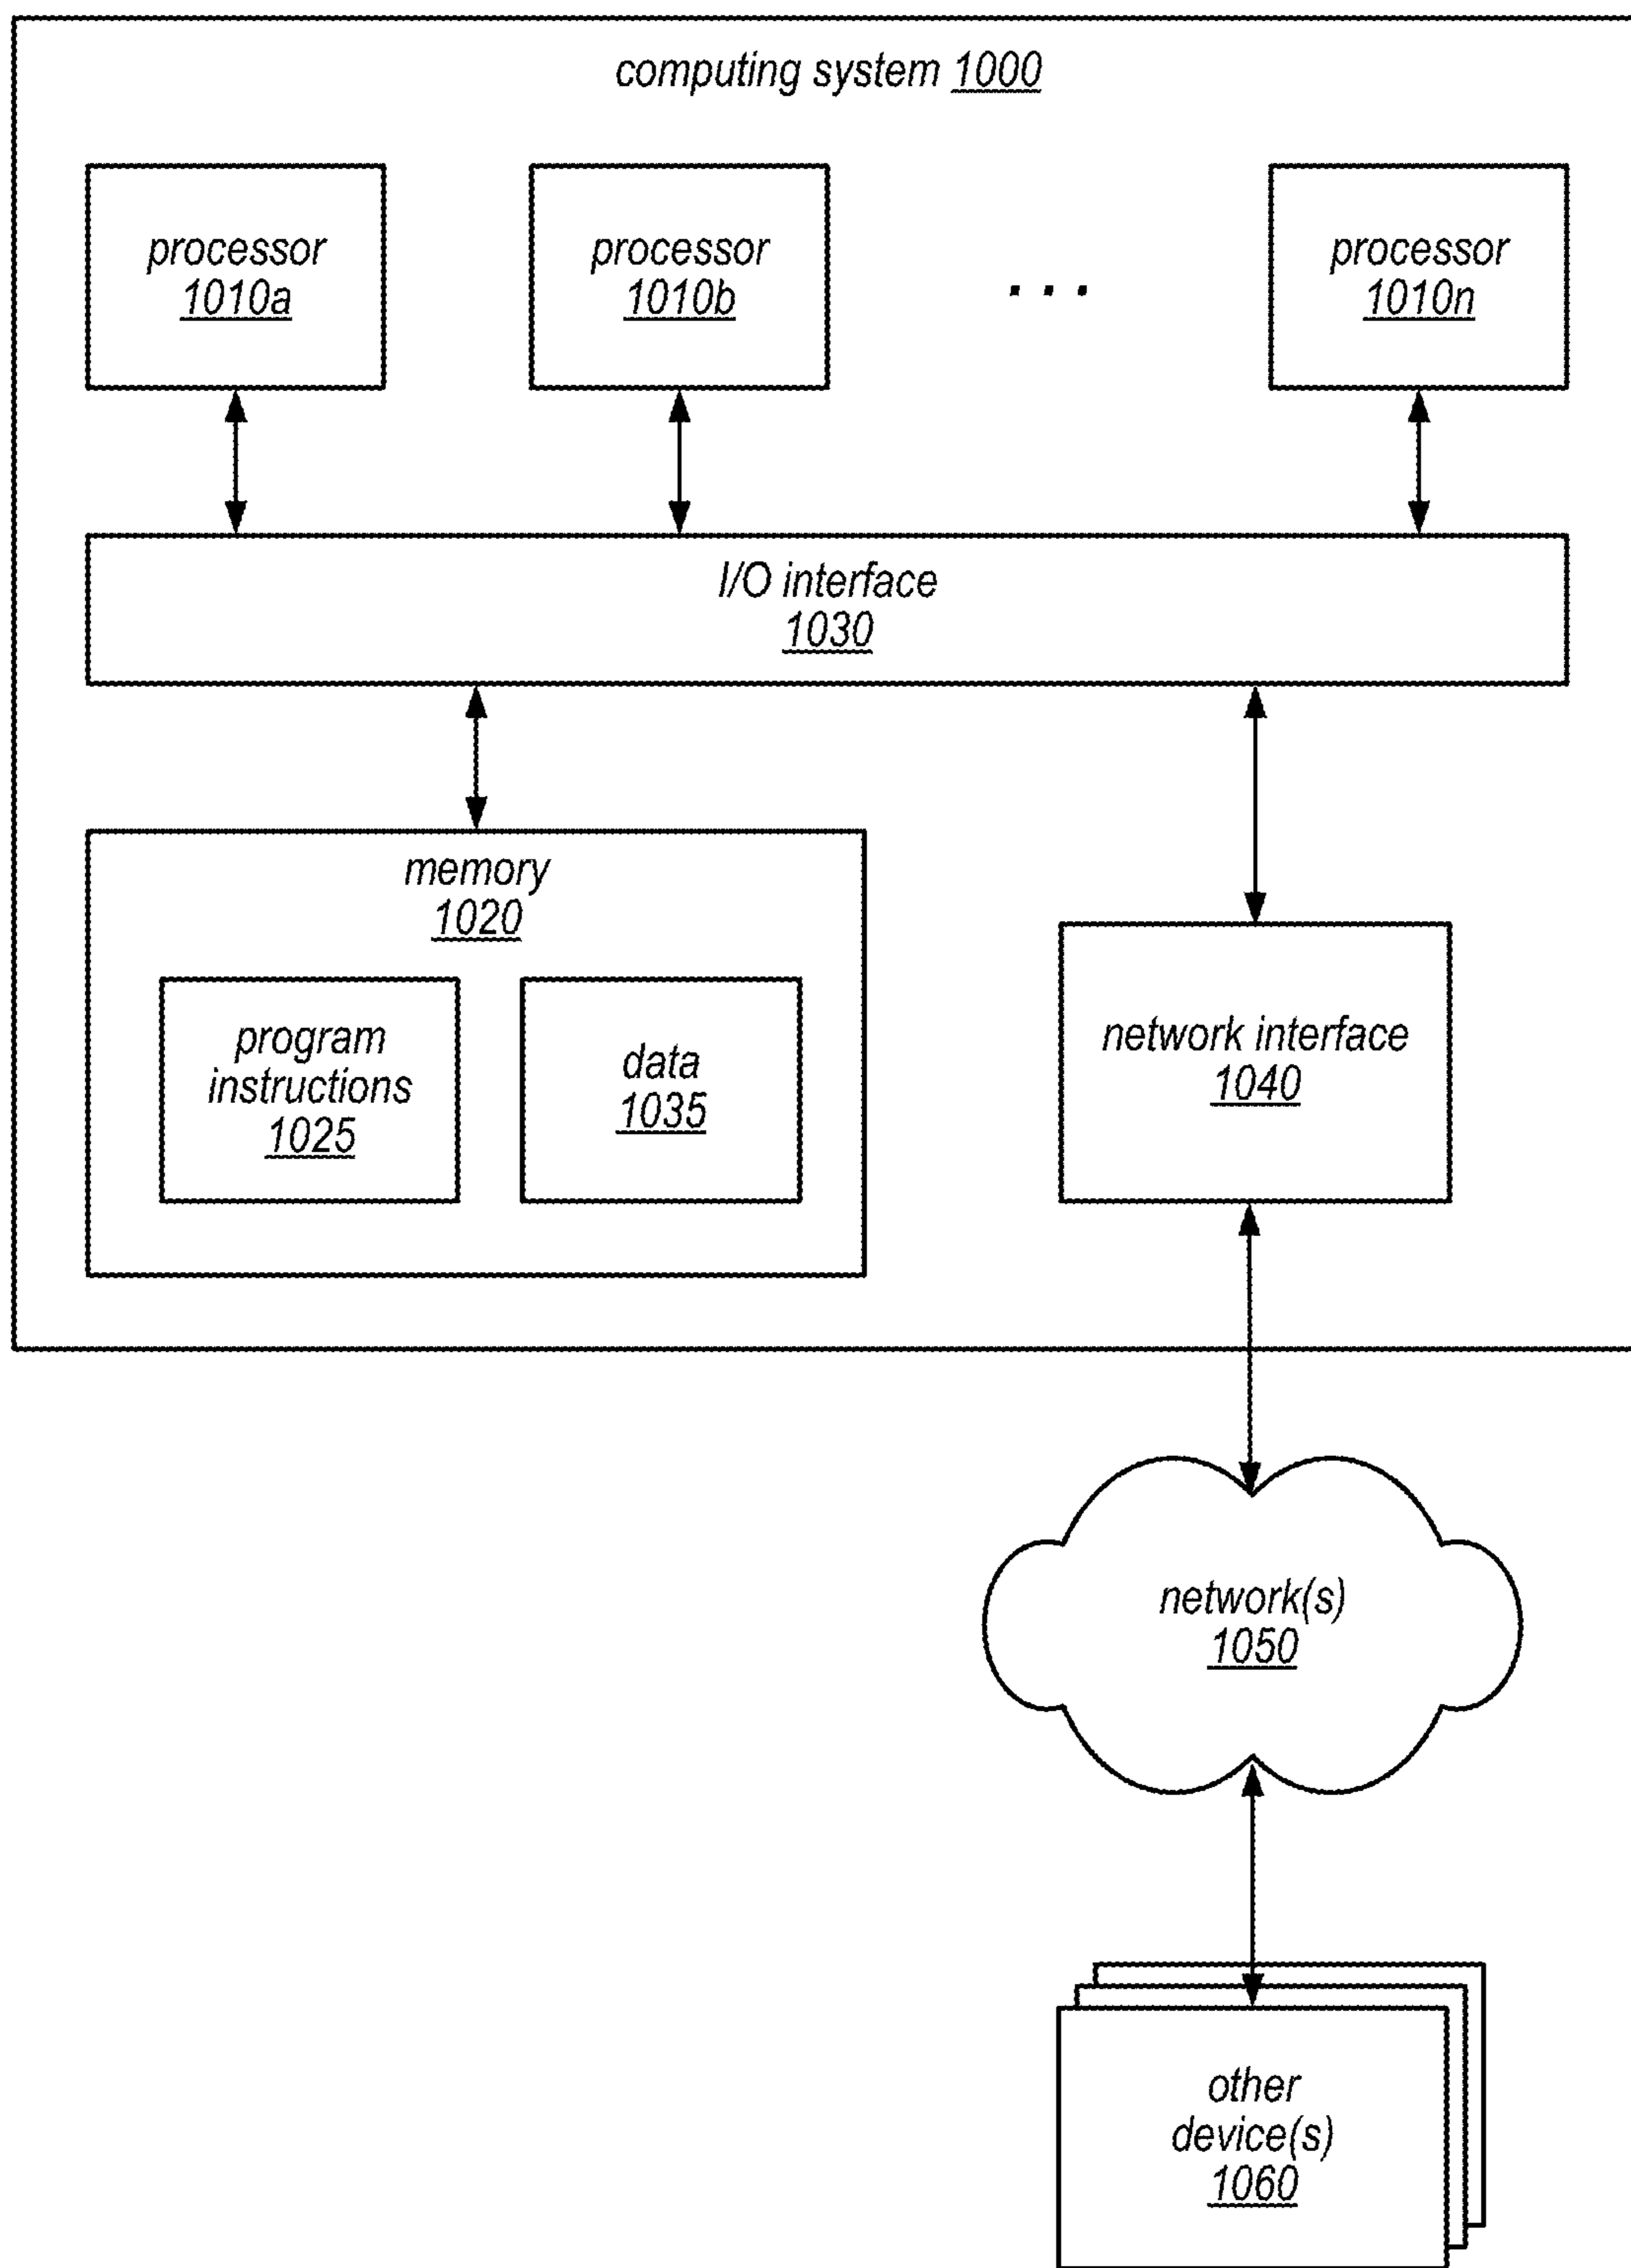 computing system 1000
processor
1010a
processor
1010b
. . .
processor
1010n
I/O interface
1030
memory
1020
program
instructions
1025
data
1035
network interface
1040
network(s)
1050
other
device(s)
1060